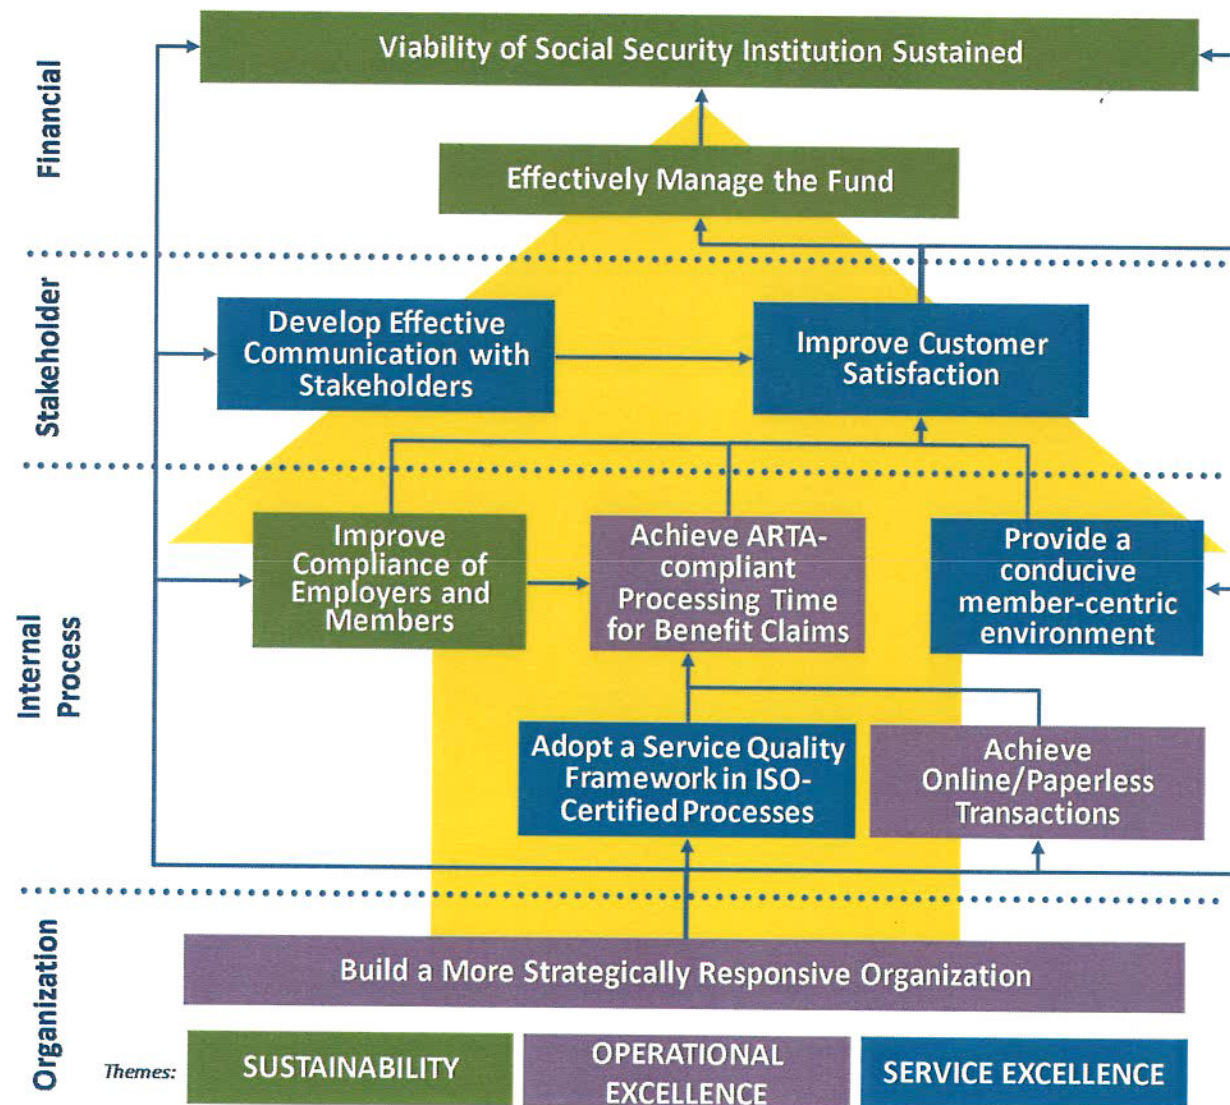 Financial
Viability of Social Security Institution Sustained
Effectively Manage the Fund
Stakeholder
Develop Effective
Communication with
Stakeholders
Improve Customer
Satisfaction
Internal
Process
Improve
Compliance of
Employers and
Members
Achieve ARTA-
compliant
Processing Time
for Benefit Claims
Provide a
conducive
member-centric
environment
Adopt a Service Quality
Framework in ISO-
Certified Processes
Achieve
Online/Paperless
Transactions
Organization
Build a More Strategically Responsive Organization
Themes:
SUSTAINABILITY
OPERATIONAL
EXCELLENCE
SERVICE EXCELLENCE